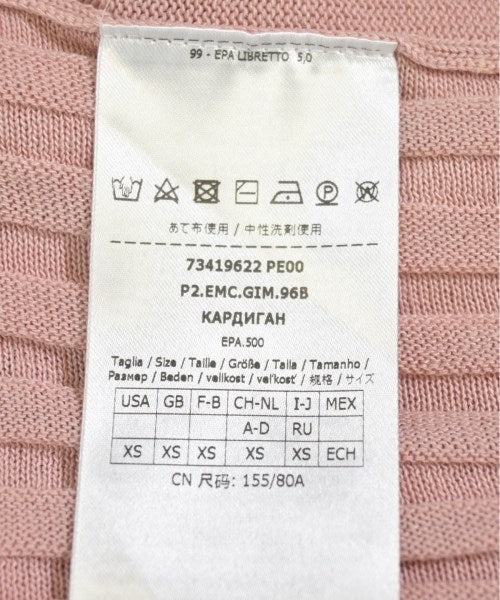 99 - EPA LIBRETTO 5,0
あて布使用 / 中性洗剤使用
73419622 PE00
P2.EMC.GIM.96B
КАРДИГАН
EPA.500
Taglia / Size / Taille / Größe / Talla / Tamanho /
Размер / Beden / velikost / veľkosť / 规格 / サイズ
USA GB F-B CH-NL I-J MEX
A-D RU
XS XS XS XS XS ECH
CN 尺码: 155/80A